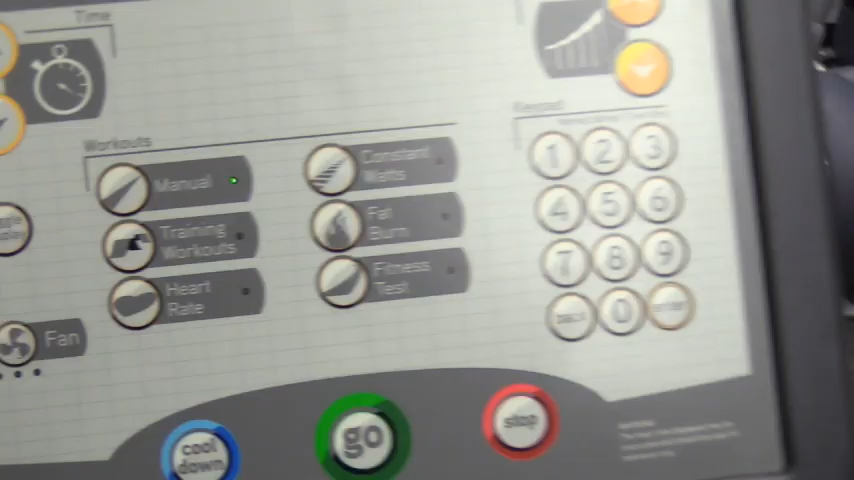 Time
Workouts
Manual
Training
Workouts
Heart
Rate
Constant
Watts
Fat
Burn
Fitness
Test
Keypad
1 2 3
4 5 6
7 8 9
back 0 enter
Fan
cool
down
go
stop